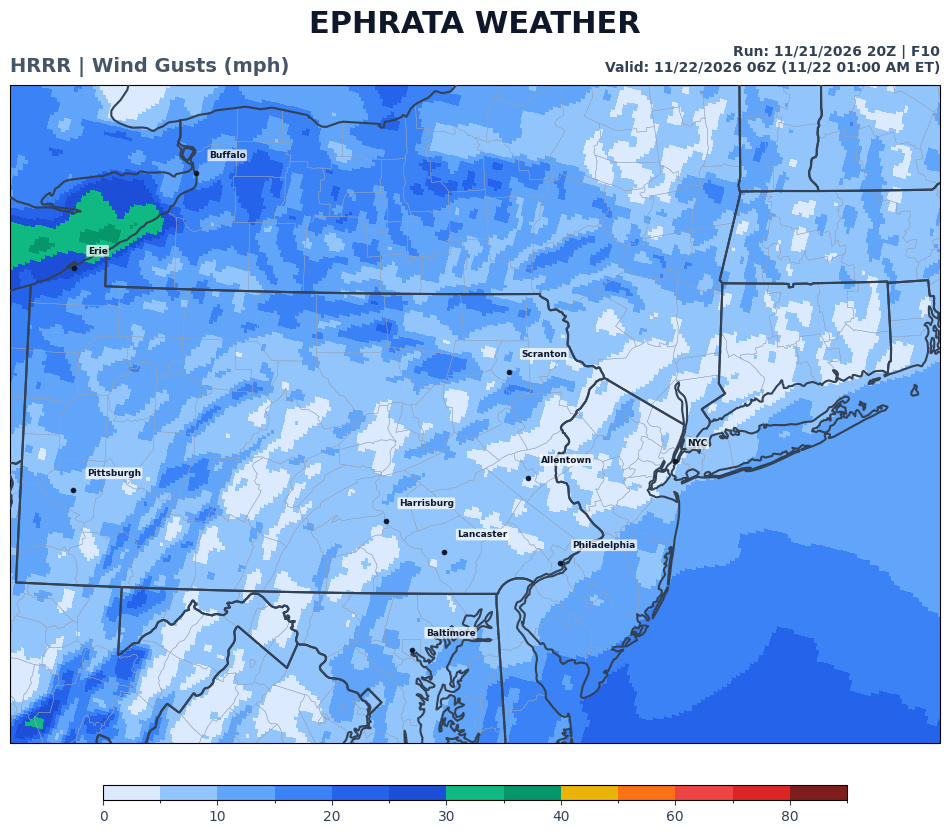 EPHRATA WEATHER
HRRR | Wind Gusts (mph)
Run: 11/21/2026 20Z | F10
Valid: 11/22/2026 06Z (11/22 01:00 AM ET)
Buffalo
Erie
Scranton
NYC
Allentown
Pittsburgh
Harrisburg
Lancaster
Philadelphia
Baltimore
0 10 20 30 40 50 60 70 80